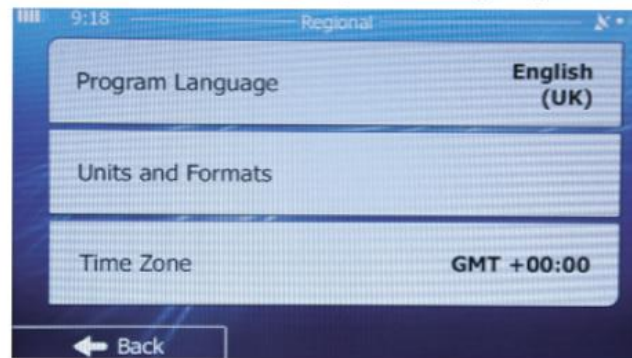 9:18
Regional
Program Language
English
(UK)
Units and Formats
Time Zone
GMT +00:00
Back